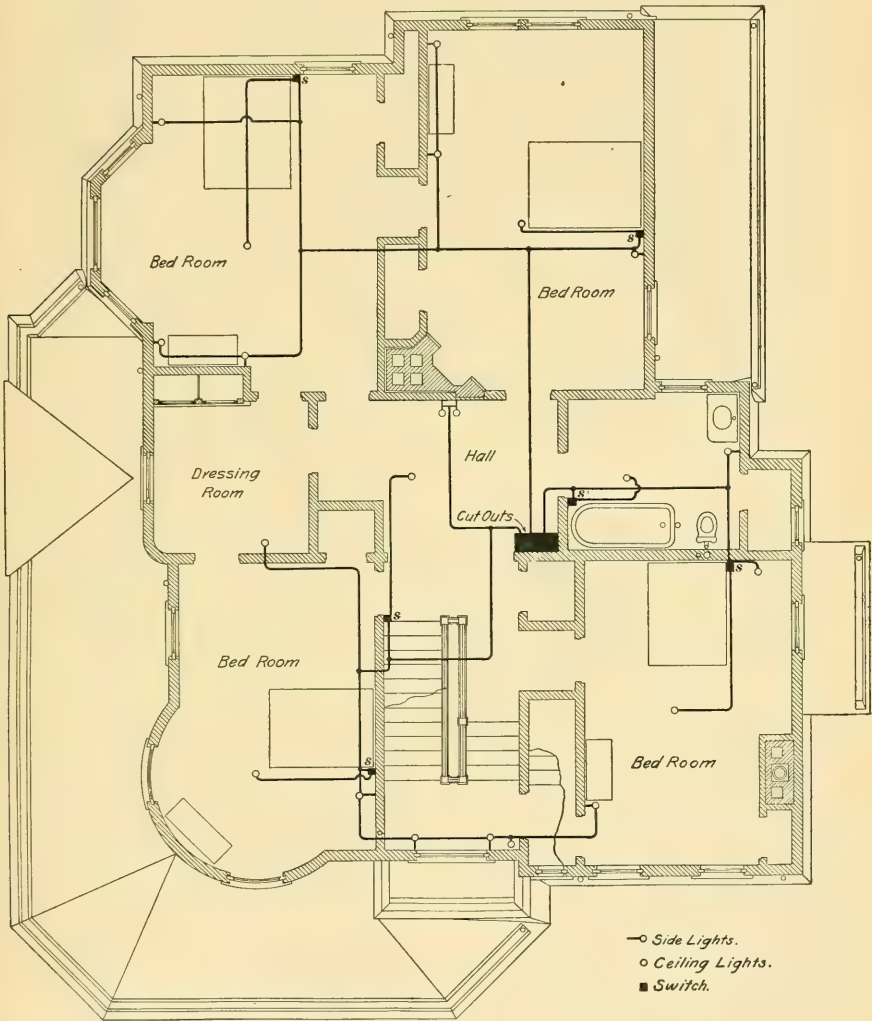 S
Bed Room
S
Bed Room
Dressing
Room
Hall
S'
Cut Outs
S
S
Bed Room
S
Bed Room
Side Lights.
Ceiling Lights.
Switch.